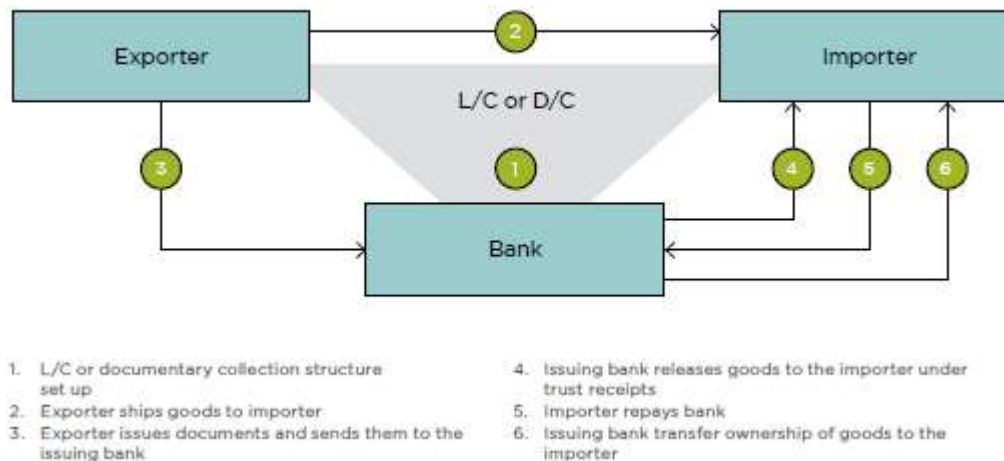 2
Exporter
Importer
L/C or D/C
3
1
4
5
6
Bank
1. L/C or documentary collection structure
set up
2. Exporter ships goods to importer
3. Exporter issues documents and sends them to the
issuing bank
4. Issuing bank releases goods to the importer under
trust receipts
5. Importer repays bank
6. Issuing bank transfer ownership of goods to the
importer